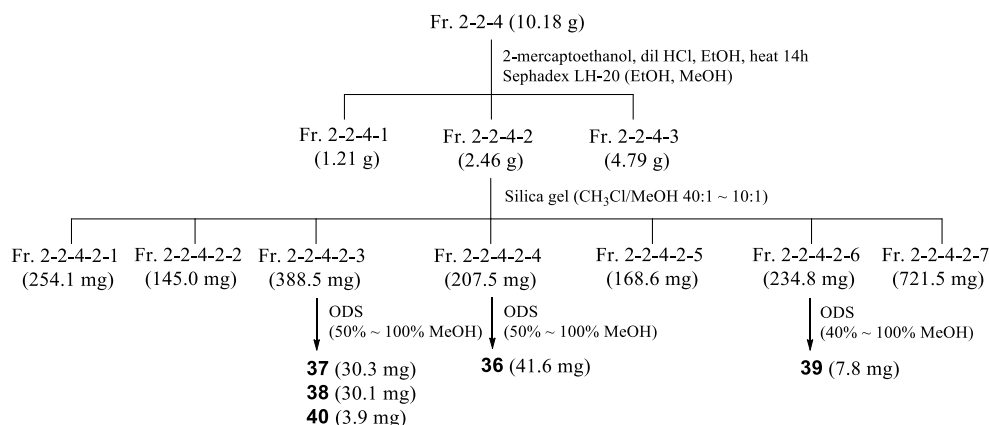 Fr. 2-2-4 (10.18 g)
2-mercaptoethanol, dil HCl, EtOH, heat 14h
Sephadex LH-20 (EtOH, MeOH)
Fr. 2-2-4-1 Fr. 2-2-4-2 Fr. 2-2-4-3
(1.21 g) (2.46 g) (4.79 g)
Silica gel (CH₃Cl/MeOH 40:1 ~ 10:1)
Fr. 2-2-4-2-1 Fr. 2-2-4-2-2 Fr. 2-2-4-2-3 Fr. 2-2-4-2-4 Fr. 2-2-4-2-5 Fr. 2-2-4-2-6 Fr. 2-2-4-2-7
(254.1 mg) (145.0 mg) (388.5 mg) (207.5 mg) (168.6 mg) (234.8 mg) (721.5 mg)
ODS ODS ODS
(50% ~ 100% MeOH) (50% ~ 100% MeOH) (40% ~ 100% MeOH)
37 (30.3 mg) 36 (41.6 mg) 39 (7.8 mg)
38 (30.1 mg)
40 (3.9 mg)